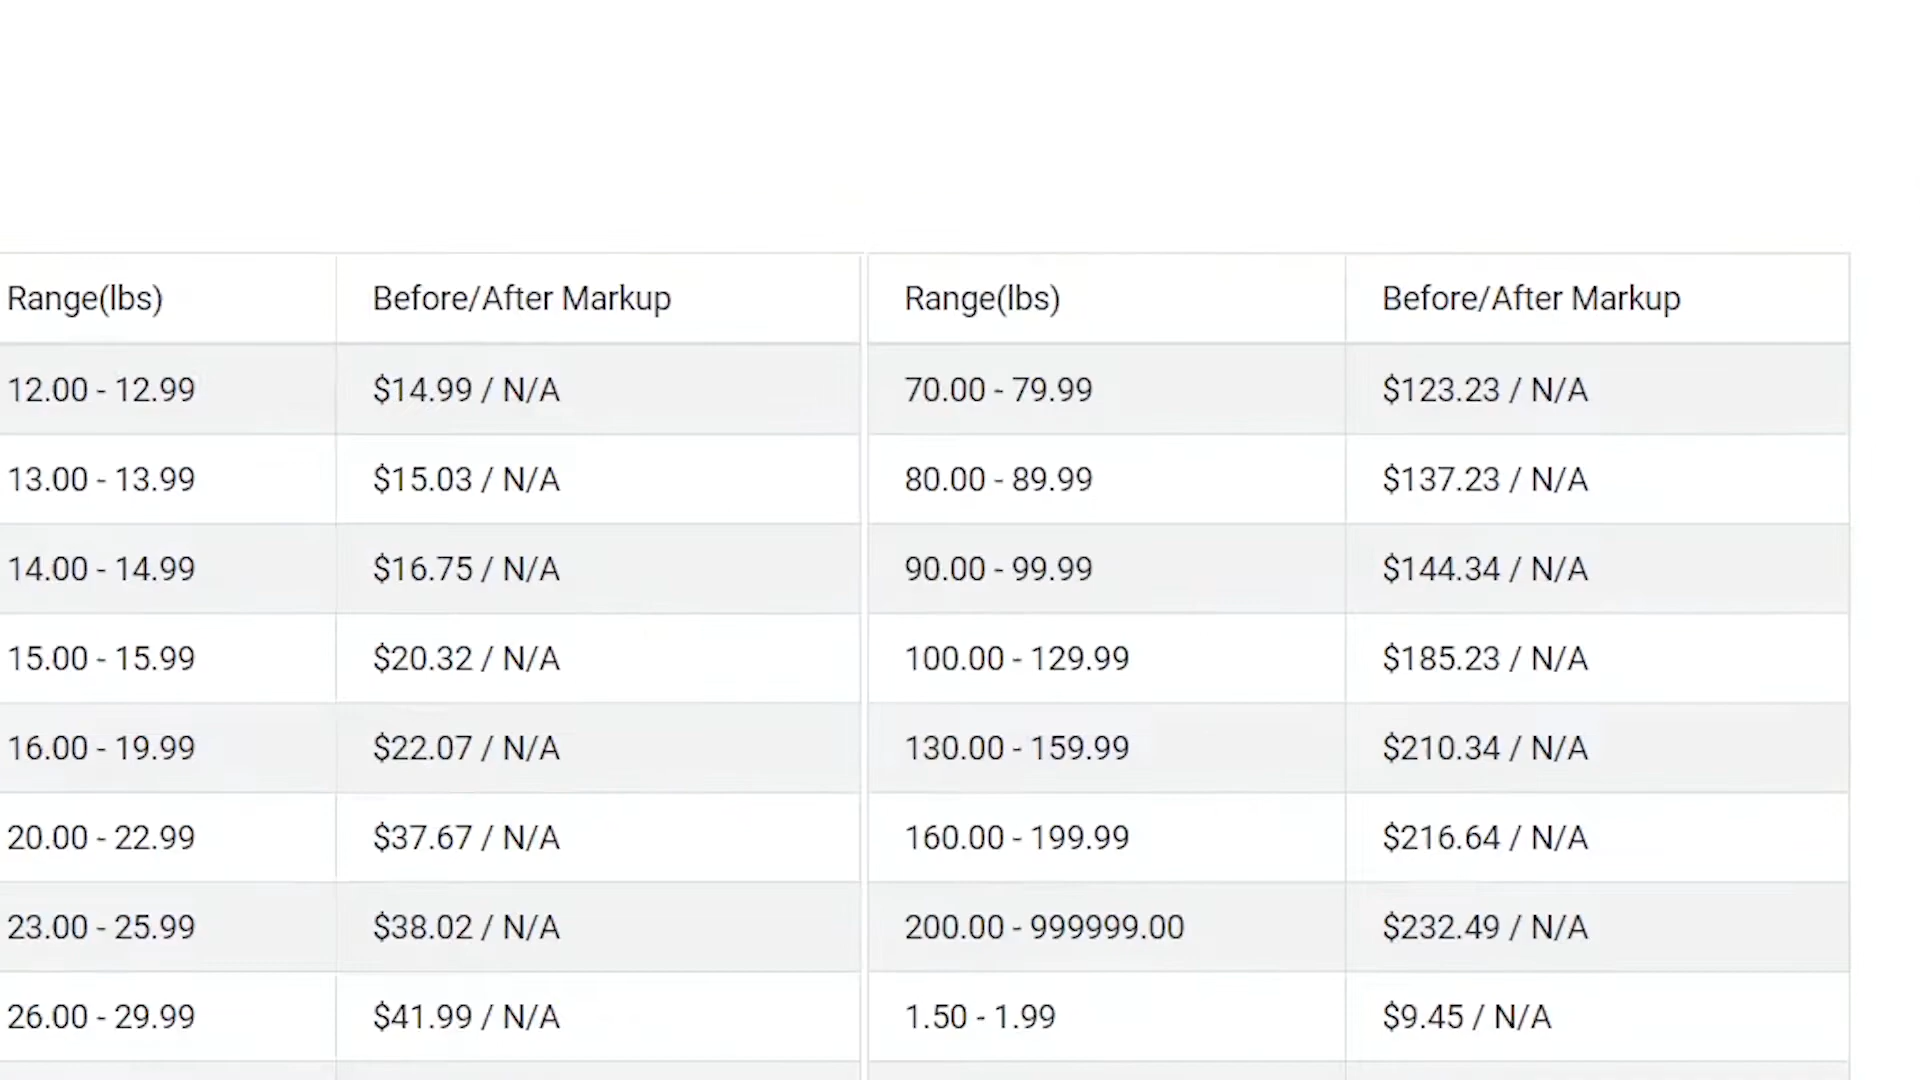 Range(lbs) Before/After Markup Range(lbs) Before/After Markup
12.00 - 12.99 $14.99 / N/A 70.00 - 79.99 $123.23 / N/A
13.00 - 13.99 $15.03 / N/A 80.00 - 89.99 $137.23 / N/A
14.00 - 14.99 $16.75 / N/A 90.00 - 99.99 $144.34 / N/A
15.00 - 15.99 $20.32 / N/A 100.00 - 129.99 $185.23 / N/A
16.00 - 19.99 $22.07 / N/A 130.00 - 159.99 $210.34 / N/A
20.00 - 22.99 $37.67 / N/A 160.00 - 199.99 $216.64 / N/A
23.00 - 25.99 $38.02 / N/A 200.00 - 999999.00 $232.49 / N/A
26.00 - 29.99 $41.99 / N/A 1.50 - 1.99 $9.45 / N/A